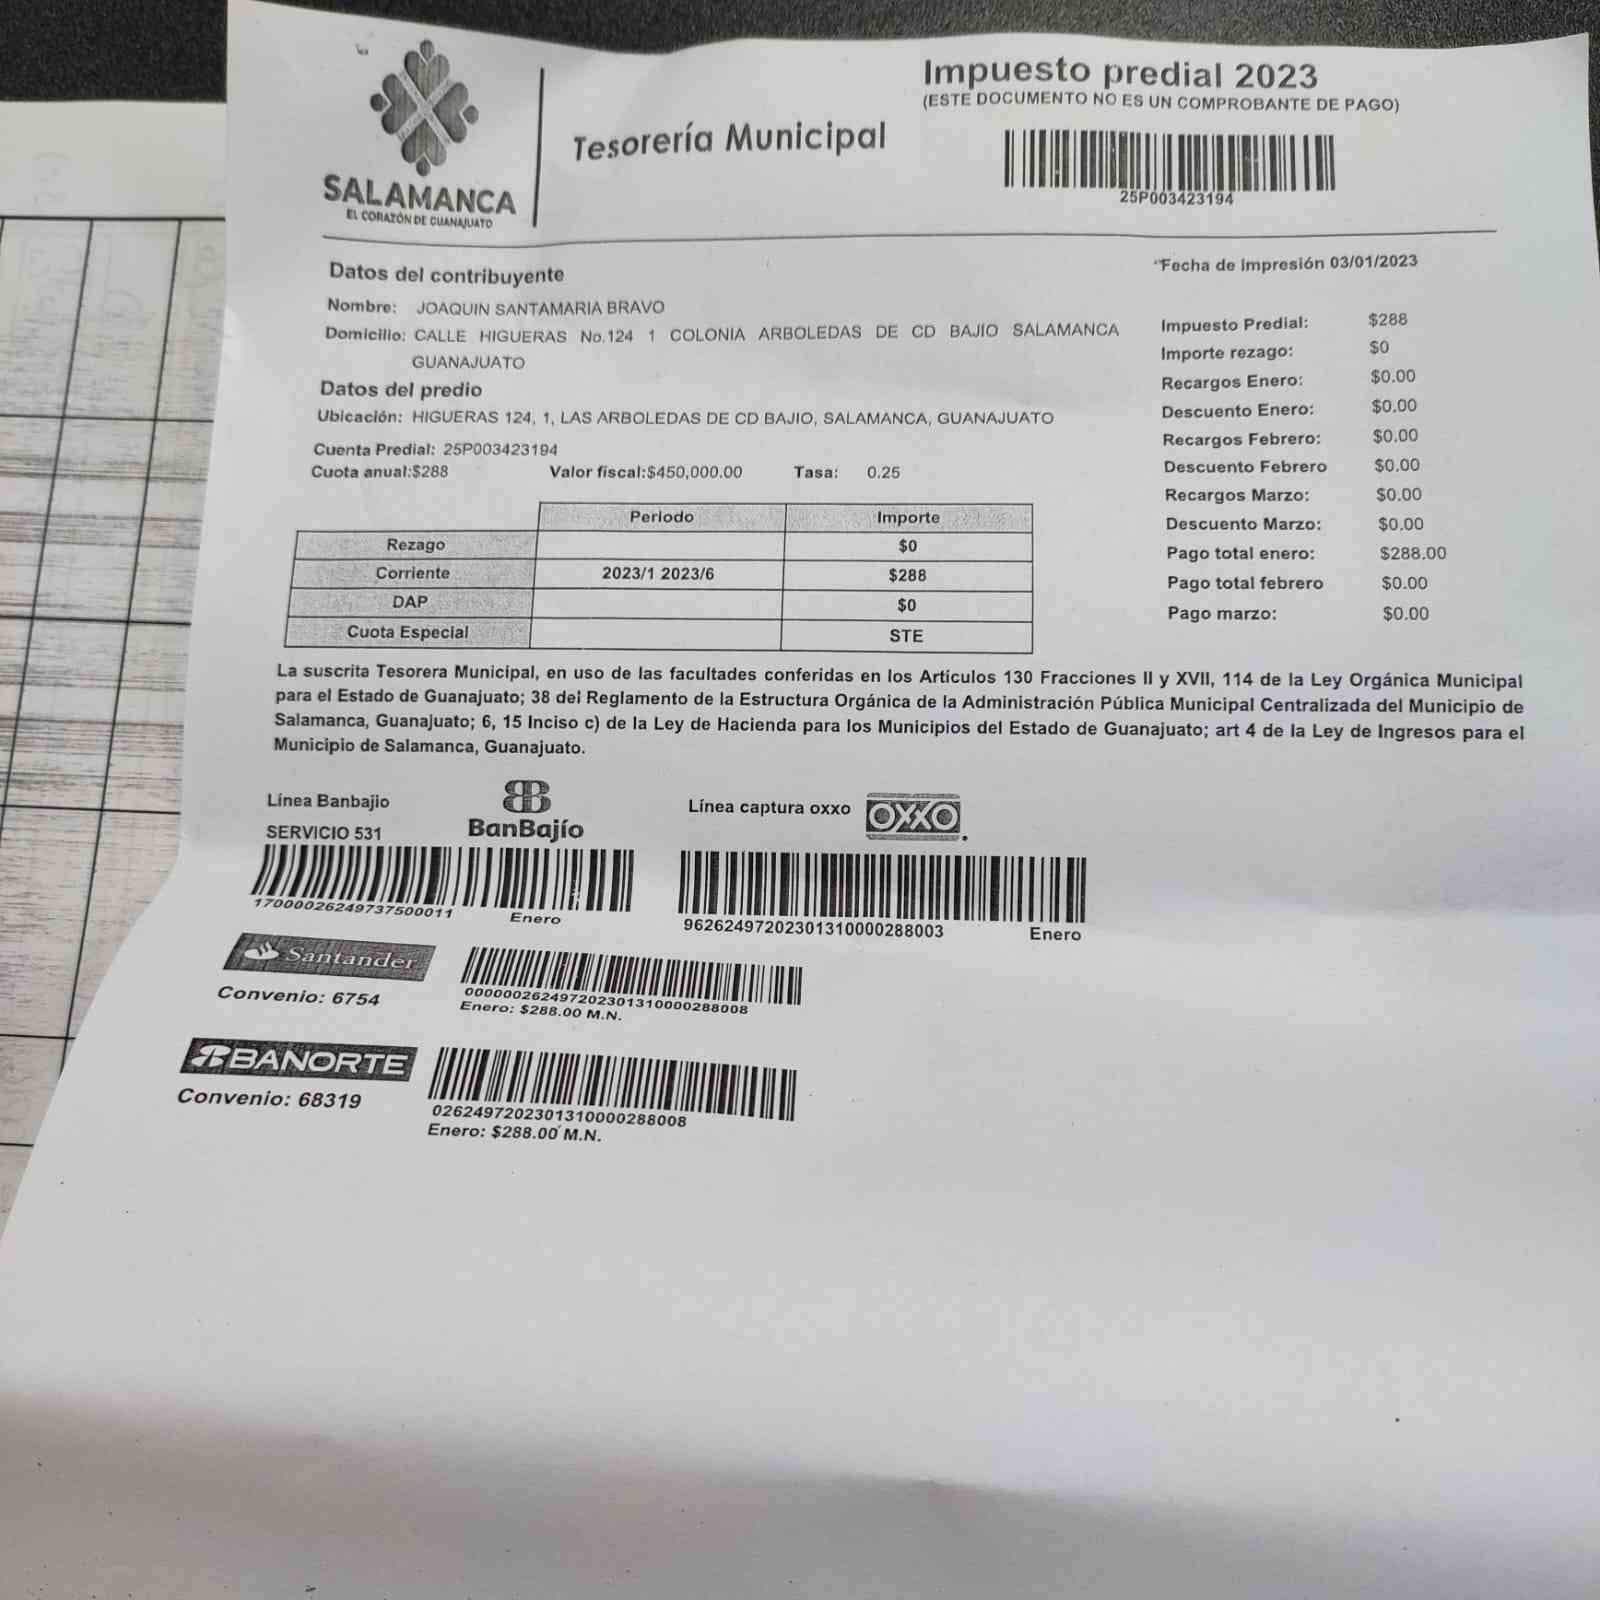 Impuesto predial 2023
(ESTE DOCUMENTO NO ES UN COMPROBANTE DE PAGO)
Tesorería Municipal
25P003423194
SALAMANCA
EL CORAZÓN DE GUANAJUATO
Datos del contribuyente
Nombre: JOAQUIN SANTAMARIA BRAVO
Domicilio: CALLE HIGUERAS No.124 1 COLONIA ARBOLEDAS DE CD BAJIO SALAMANCA
GUANAJUATO
Datos del predio
Ubicación: HIGUERAS 124, 1, LAS ARBOLEDAS DE CD BAJIO, SALAMANCA, GUANAJUATO
Cuenta Predial: 25P003423194
Cuota anual:$288 Valor fiscal:$450,000.00 Tasa: 0.25
Periodo Importe
Rezago $0
Corriente 2023/1 2023/6 $288
DAP $0
Cuota Especial STE
*Fecha de impresión 03/01/2023
Impuesto Predial: $288
Importe rezago: $0
Recargos Enero: $0.00
Descuento Enero: $0.00
Recargos Febrero: $0.00
Descuento Febrero $0.00
Recargos Marzo: $0.00
Descuento Marzo: $0.00
Pago total enero: $288.00
Pago total febrero $0.00
Pago marzo: $0.00
La suscrita Tesorera Municipal, en uso de las facultades conferidas en los Artículos 130 Fracciones II y XVII, 114 de la Ley Orgánica Municipal
para el Estado de Guanajuato; 38 del Reglamento de la Estructura Orgánica de la Administración Pública Municipal Centralizada del Municipio de
Salamanca, Guanajuato; 6, 15 Inciso c) de la Ley de Hacienda para los Municipios del Estado de Guanajuato; art 4 de la Ley de Ingresos para el
Municipio de Salamanca, Guanajuato.
Línea Banbajio
SERVICIO 531
BanBajío
17000026249737500011 Enero
Línea captura oxxo OXXO
96262497202301310000288003 Enero
Santander
Convenio: 6754
00000026249720230131​0000288008
Enero: $288.00 M.N.
BANORTE
Convenio: 68319
02624972023013​10000288008
Enero: $288.00 M.N.